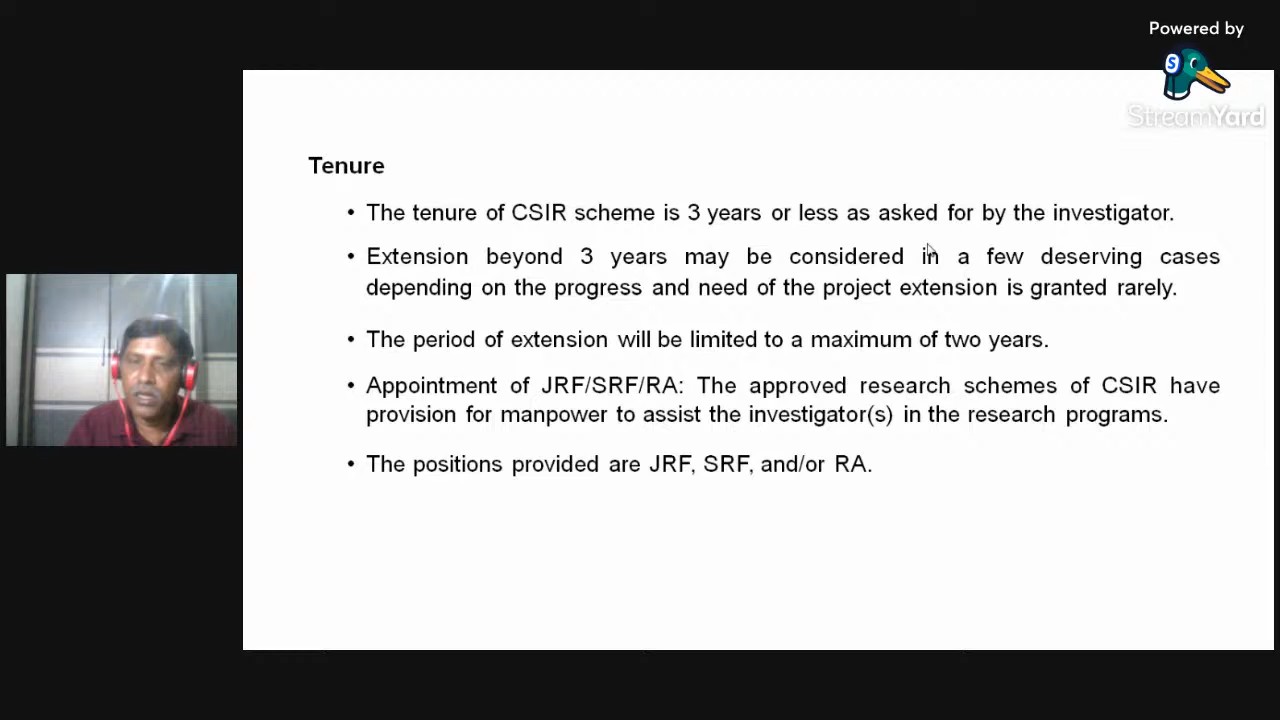 Powered by
S
StreamYard
Tenure
• The tenure of CSIR scheme is 3 years or less as asked for by the investigator.
• Extension beyond 3 years may be considered in a few deserving cases
depending on the progress and need of the project extension is granted rarely.
• The period of extension will be limited to a maximum of two years.
• Appointment of JRF/SRF/RA: The approved research schemes of CSIR have
provision for manpower to assist the investigator(s) in the research programs.
• The positions provided are JRF, SRF, and/or RA.